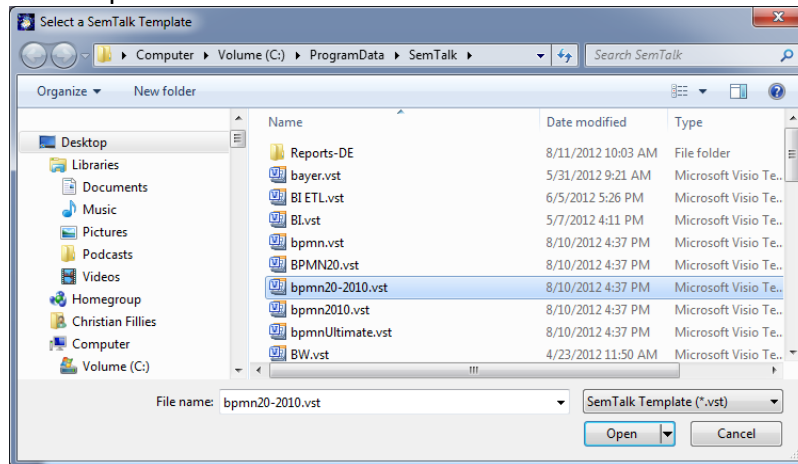 Select a SemTalk Template
Computer Volume (C:) ProgramData SemTalk Search SemTalk
Organize New folder
Name Date modified Type
Desktop
Libraries
Documents
Music
Pictures
Podcasts
Videos
Homegroup
Christian Fillies
Computer
Volume (C:)
Reports-DE 8/11/2012 10:03 AM File folder
bayer.vst 5/31/2012 9:21 AM Microsoft Visio Te...
BI ETL.vst 6/5/2012 5:26 PM Microsoft Visio Te...
BI.vst 5/7/2012 4:11 PM Microsoft Visio Te...
bpmn.vst 8/10/2012 4:37 PM Microsoft Visio Te...
BPMN20.vst 8/10/2012 4:37 PM Microsoft Visio Te...
bpmn20-2010.vst 8/10/2012 4:37 PM Microsoft Visio Te...
bpmn2010.vst 8/10/2012 4:37 PM Microsoft Visio Te...
bpmnUltimate.vst 8/10/2012 4:37 PM Microsoft Visio Te...
BW.vst 4/23/2012 11:50 AM Microsoft Visio Te...
File name: bpmn20-2010.vst SemTalk Template (*.vst)
Open Cancel